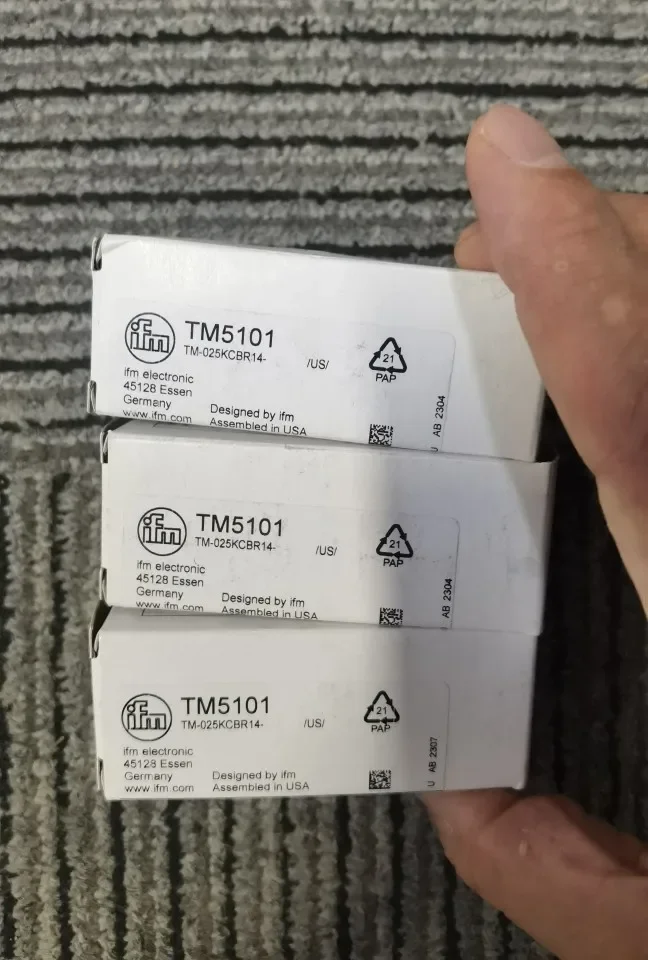 ifm
TM5101
TM-025KCBR14-
/US/
21
PAP
ifm electronic
45128 Essen
Germany
www.ifm.com
Designed by ifm
Assembled in USA
U AB 2304
ifm
TM5101
TM-025KCBR14-
/US/
21
PAP
ifm electronic
45128 Essen
Germany
www.ifm.com
Designed by ifm
Assembled in USA
AB 2304
ifm
TM5101
TM-025KCBR14-
/US/
21
PAP
ifm electronic
45128 Essen
Germany
www.ifm.com
Designed by ifm
Assembled in USA
U AB 2307